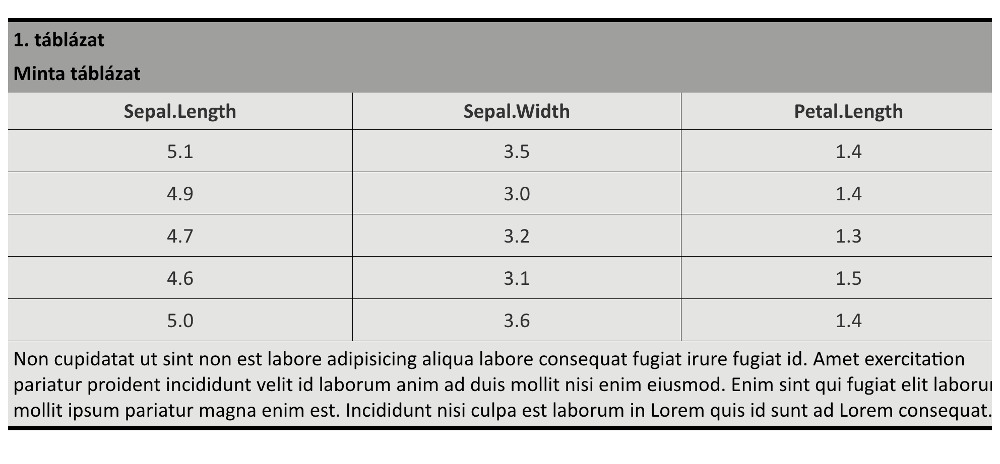 1. táblázat
Minta táblázat
Sepal.Length Sepal.Width Petal.Length
5.1 3.5 1.4
4.9 3.0 1.4
4.7 3.2 1.3
4.6 3.1 1.5
5.0 3.6 1.4
Non cupidatat ut sint non est labore adipisicing aliqua labore consequat fugiat irure fugiat id. Amet exercitation
pariatur proident incididunt velit id laborum anim ad duis mollit nisi enim eiusmod. Enim sint qui fugiat elit
mollit ipsum pariatur magna enim est. Incididunt nisi culpa est laborum in Lorem quis id sunt ad Lorem consequat.